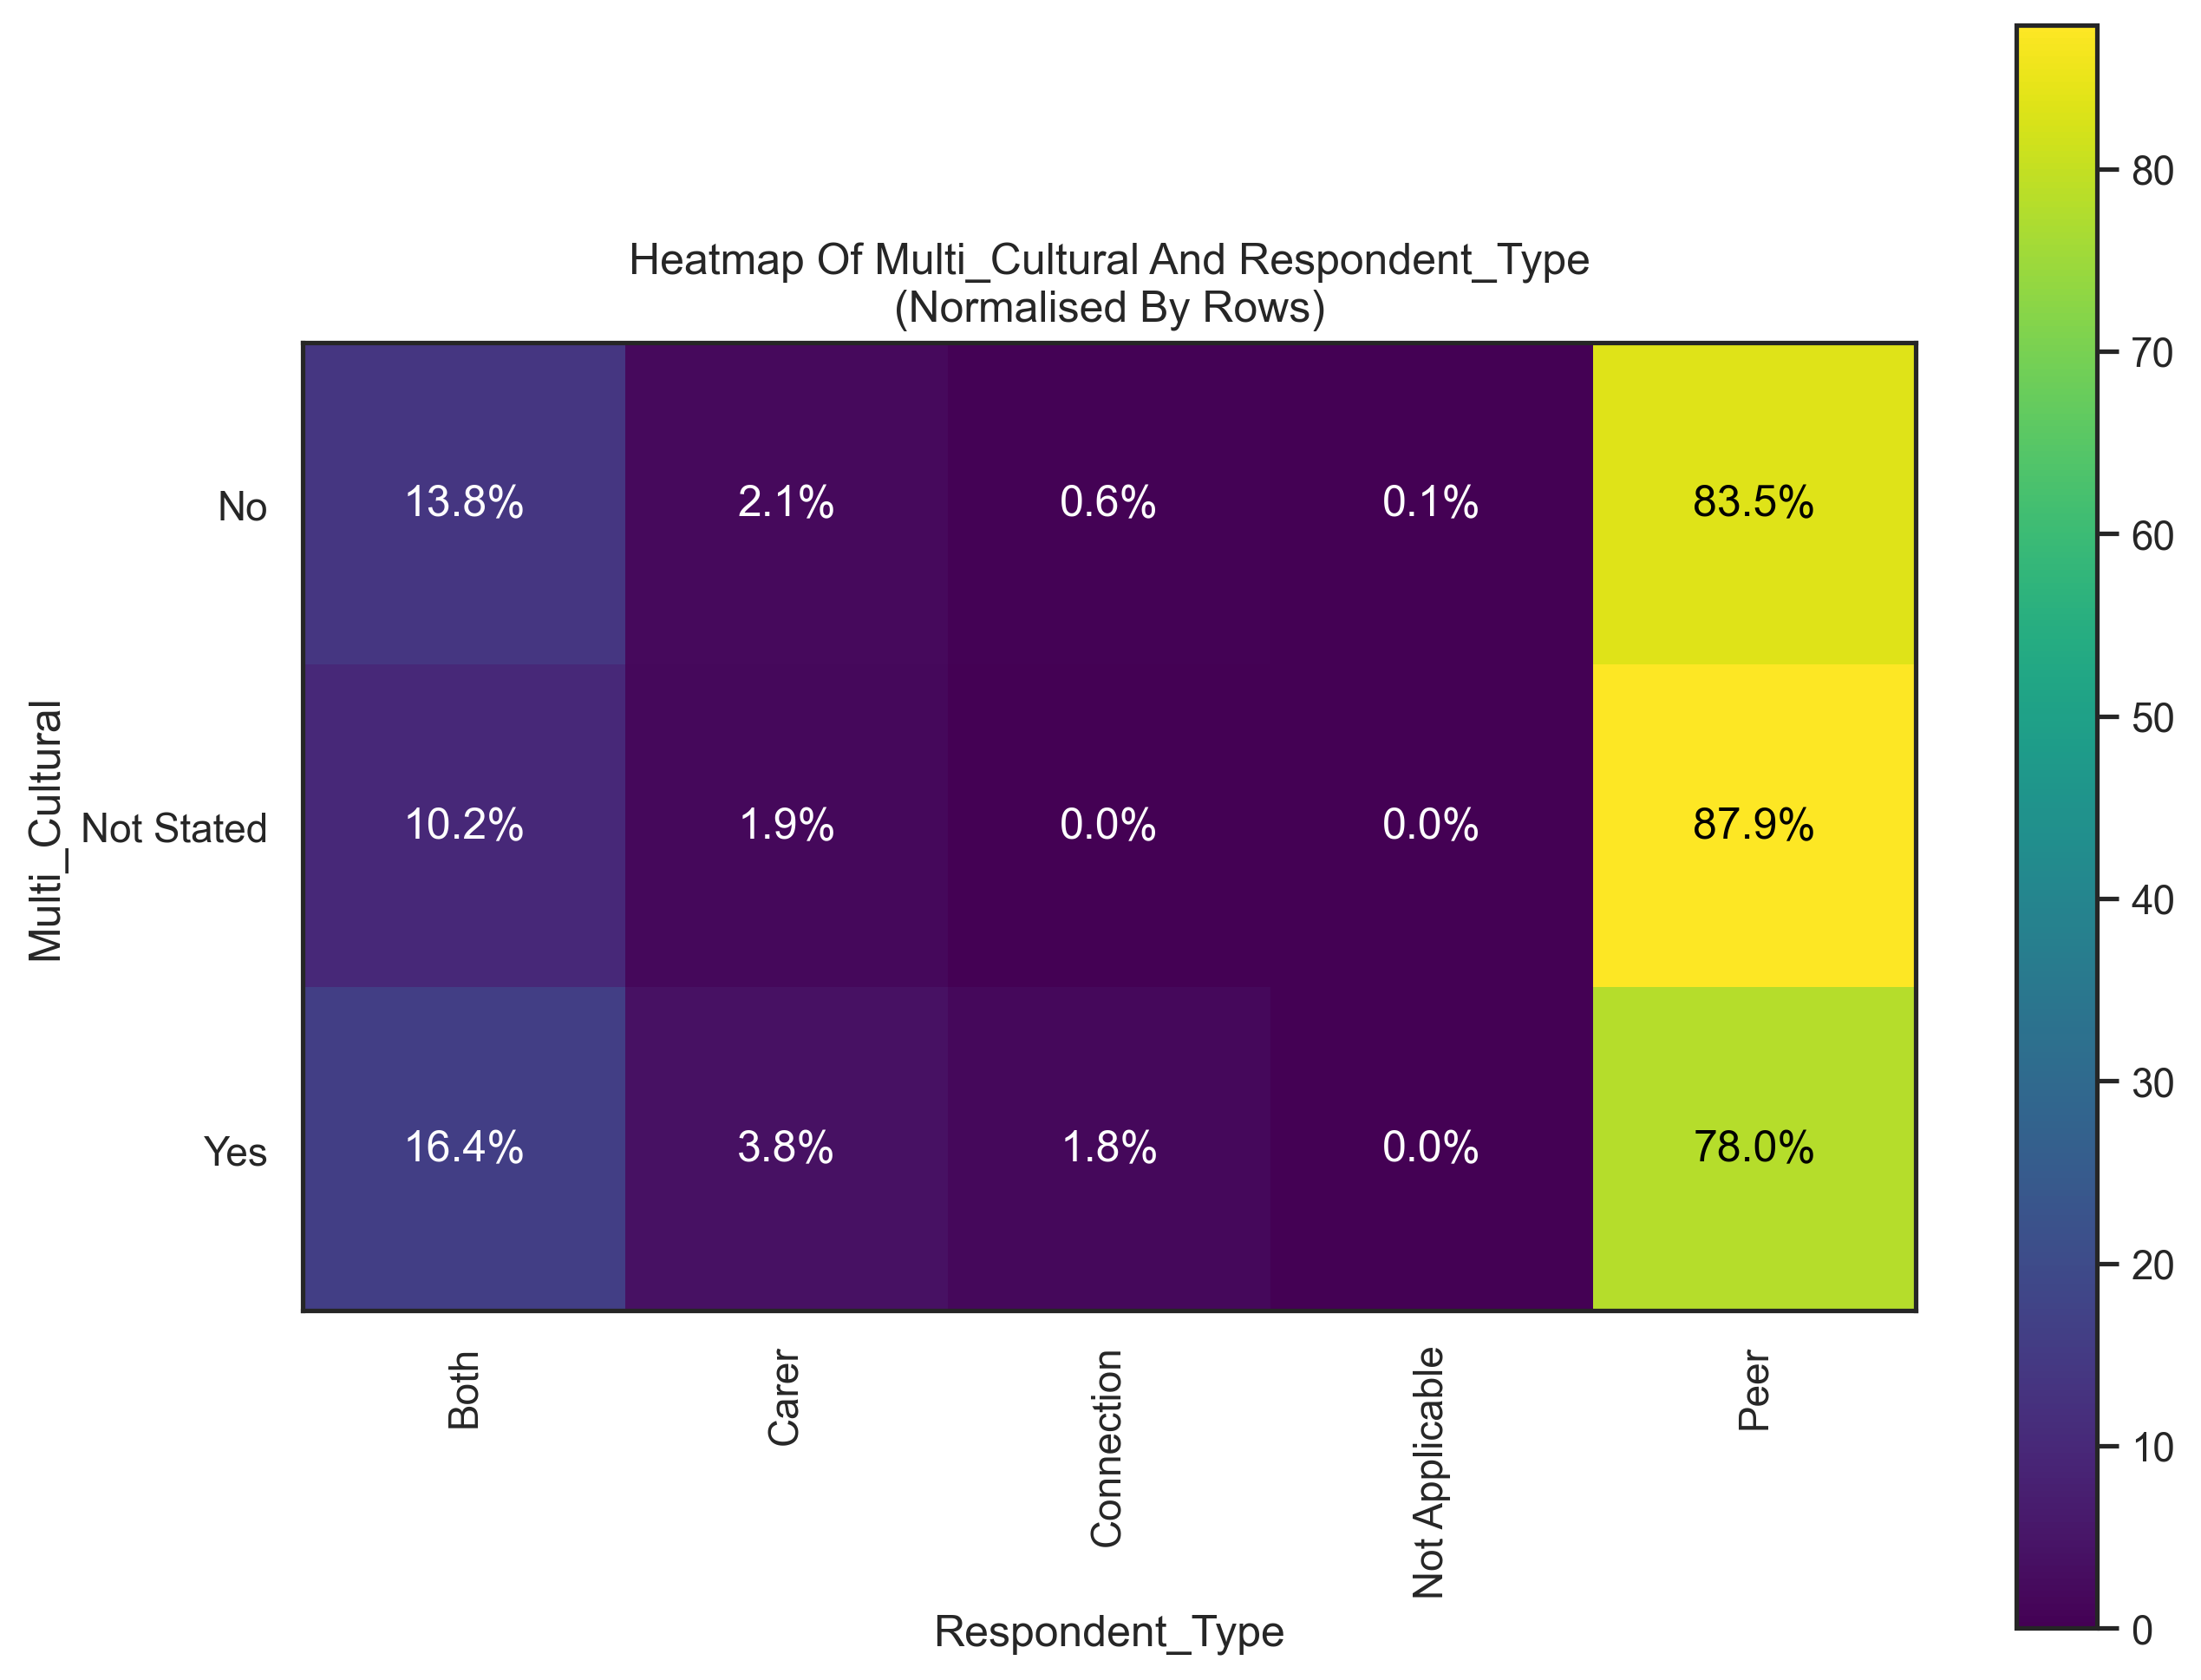 Heatmap Of Multi_Cultural And Respondent_Type
(Normalised By Rows)
Multi_Cultural
No
13.8%
2.1%
0.6%
0.1%
83.5%
Not Stated
10.2%
1.9%
0.0%
0.0%
87.9%
Yes
16.4%
3.8%
1.8%
0.0%
78.0%
Both
Carer
Connection
Not Applicable
Peer
Respondent_Type
80
70
60
50
40
30
20
10
0